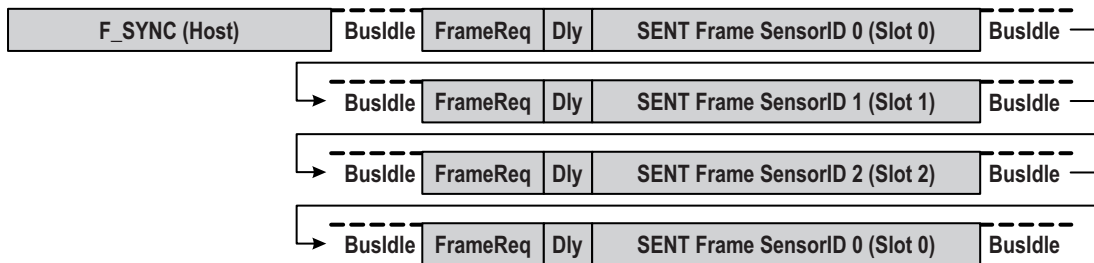 F_SYNC (Host) BusIdle FrameReq Dly SENT Frame SensorID 0 (Slot 0) BusIdle
BusIdle FrameReq Dly SENT Frame SensorID 1 (Slot 1) BusIdle
BusIdle FrameReq Dly SENT Frame SensorID 2 (Slot 2) BusIdle
BusIdle FrameReq Dly SENT Frame SensorID 0 (Slot 0) BusIdle